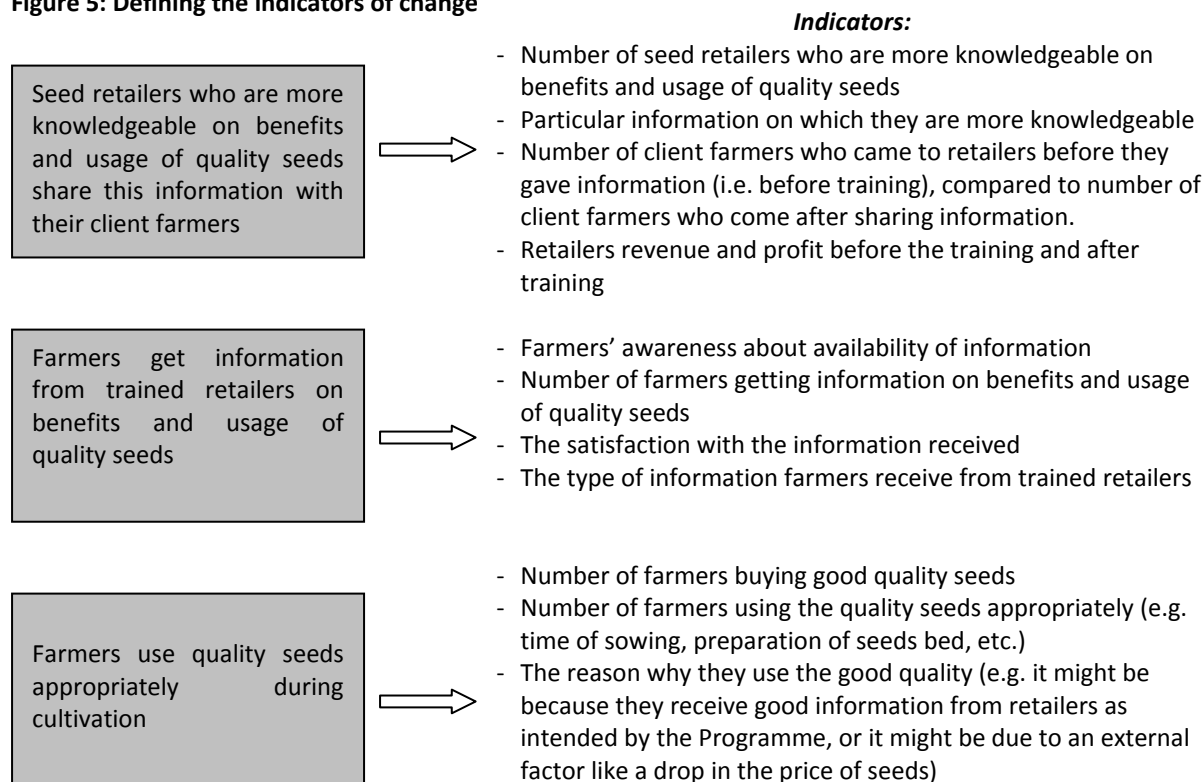 Figure 5: Defining the indicators of change
Indicators:
Seed retailers who are more
knowledgeable on benefits
and usage of quality seeds
share this information with
their client farmers
- Number of seed retailers who are more knowledgeable on
benefits and usage of quality seeds
- Particular information on which they are more knowledgeable
- Number of client farmers who came to retailers before they
gave information (i.e. before training), compared to number of
client farmers who come after sharing information.
- Retailers revenue and profit before the training and after
training
Farmers get information
from trained retailers on
benefits and usage of
quality seeds
- Farmers’ awareness about availability of information
- Number of farmers getting information on benefits and usage
of quality seeds
- The satisfaction with the information received
- The type of information farmers receive from trained retailers
Farmers use quality seeds
appropriately during
cultivation
- Number of farmers buying good quality seeds
- Number of farmers using the quality seeds appropriately (e.g.
time of sowing, preparation of seeds bed, etc.)
- The reason why they use the good quality (e.g. it might be
because they receive good information from retailers as
intended by the Programme, or it might be due to an external
factor like a drop in the price of seeds)